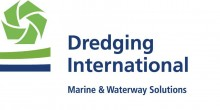 Dredging
International
Marine & Waterway Solutions